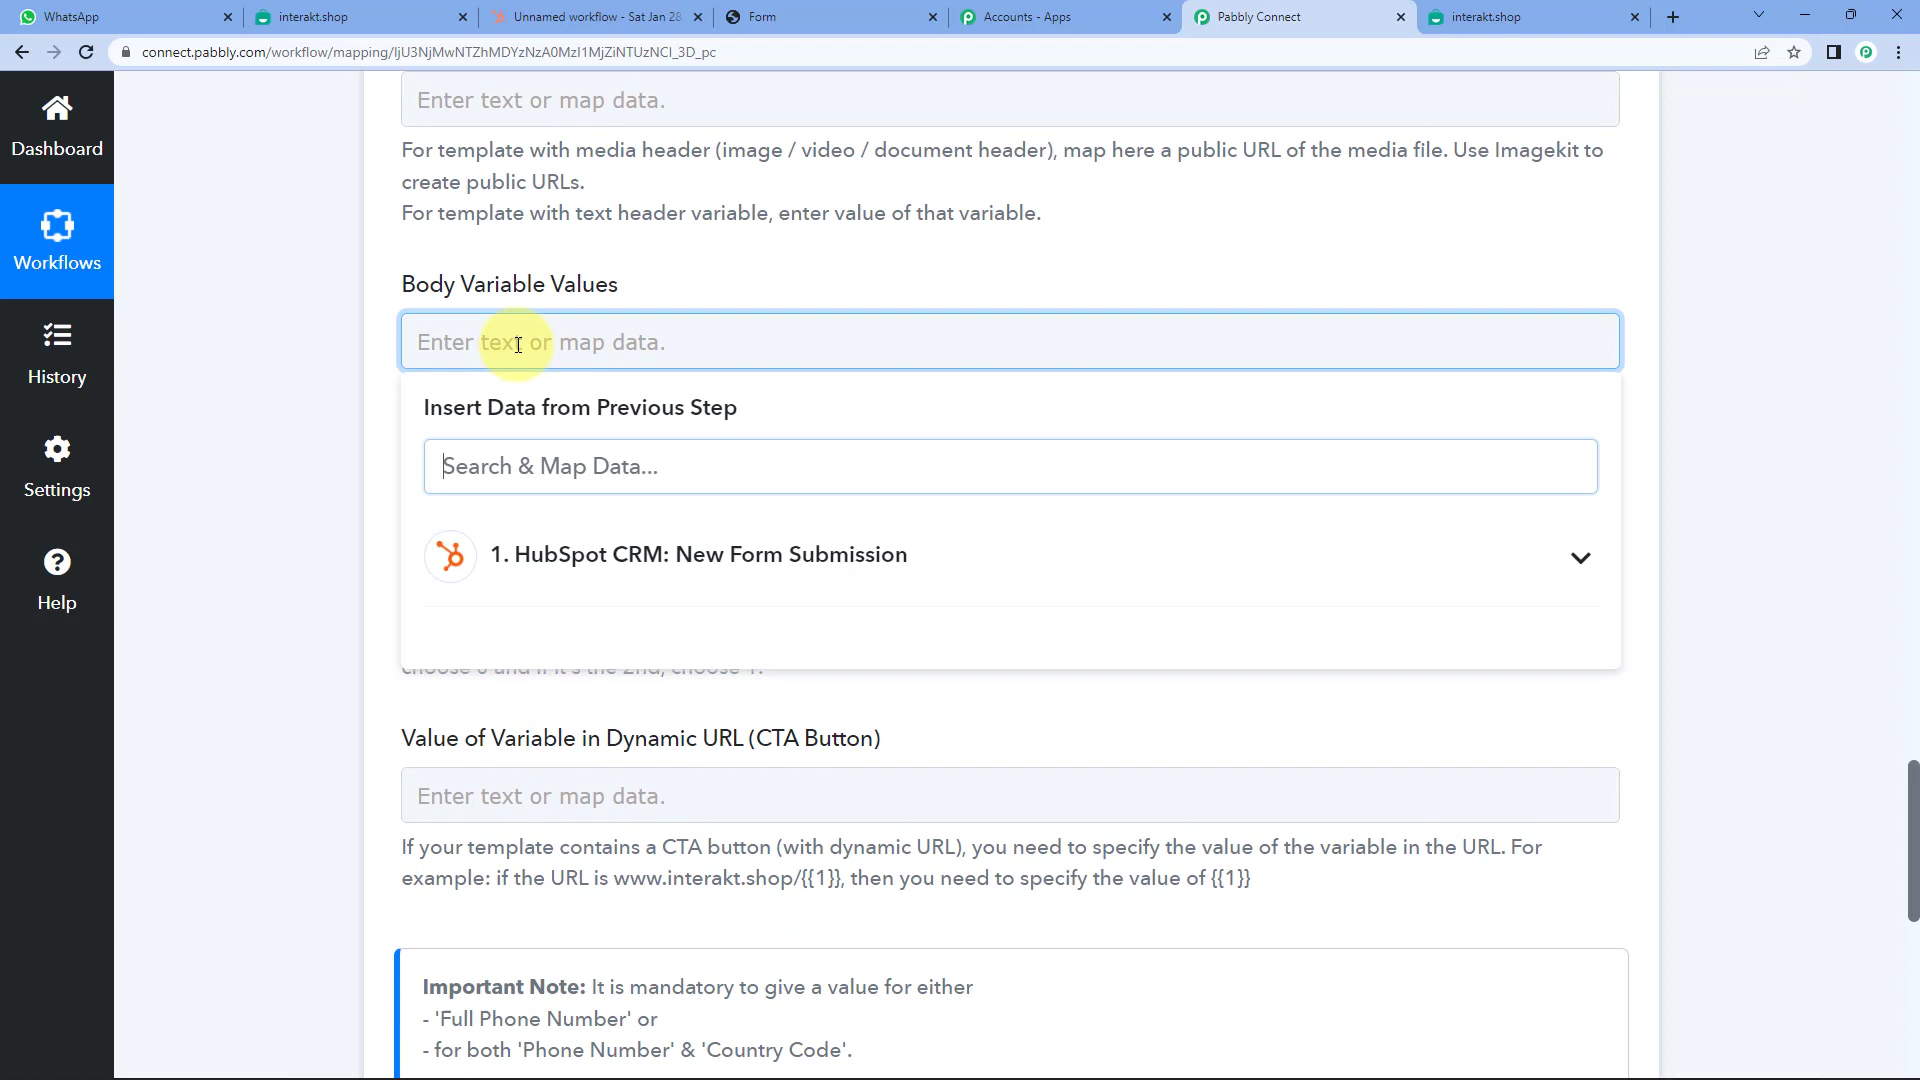 WhatsApp
interakt.shop
Unnamed workflow - Sat Jan 28
Form
Accounts - Apps
Pabbly Connect
interakt.shop
Dashboard
Workflows
History
Settings
Help
Enter text or map data.
For template with media header (image / video / document header), map here a public URL of the media file. Use Imagekit to
create public URLs.
For template with text header variable, enter value of that variable.
Body Variable Values
Enter text or map data.
Insert Data from Previous Step
Search & Map Data...
1. HubSpot CRM: New Form Submission
Value of Variable in Dynamic URL (CTA Button)
Enter text or map data.
If your template contains a CTA button (with dynamic URL), you need to specify the value of the variable in the URL. For
example: if the URL is www.interakt.shop/{{1}}, then you need to specify the value of {{1}}
Important Note: It is mandatory to give a value for either
- 'Full Phone Number' or
- for both 'Phone Number' & 'Country Code'.